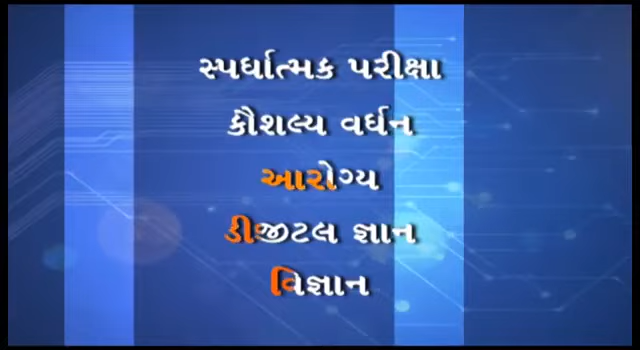 સ્પર્ધાત્મક પરીક્ષા
કૌશલ્ય વર્ધન
આરોગ્ય
ડીજીટલ જ્ઞાન
વિજ્ઞાન